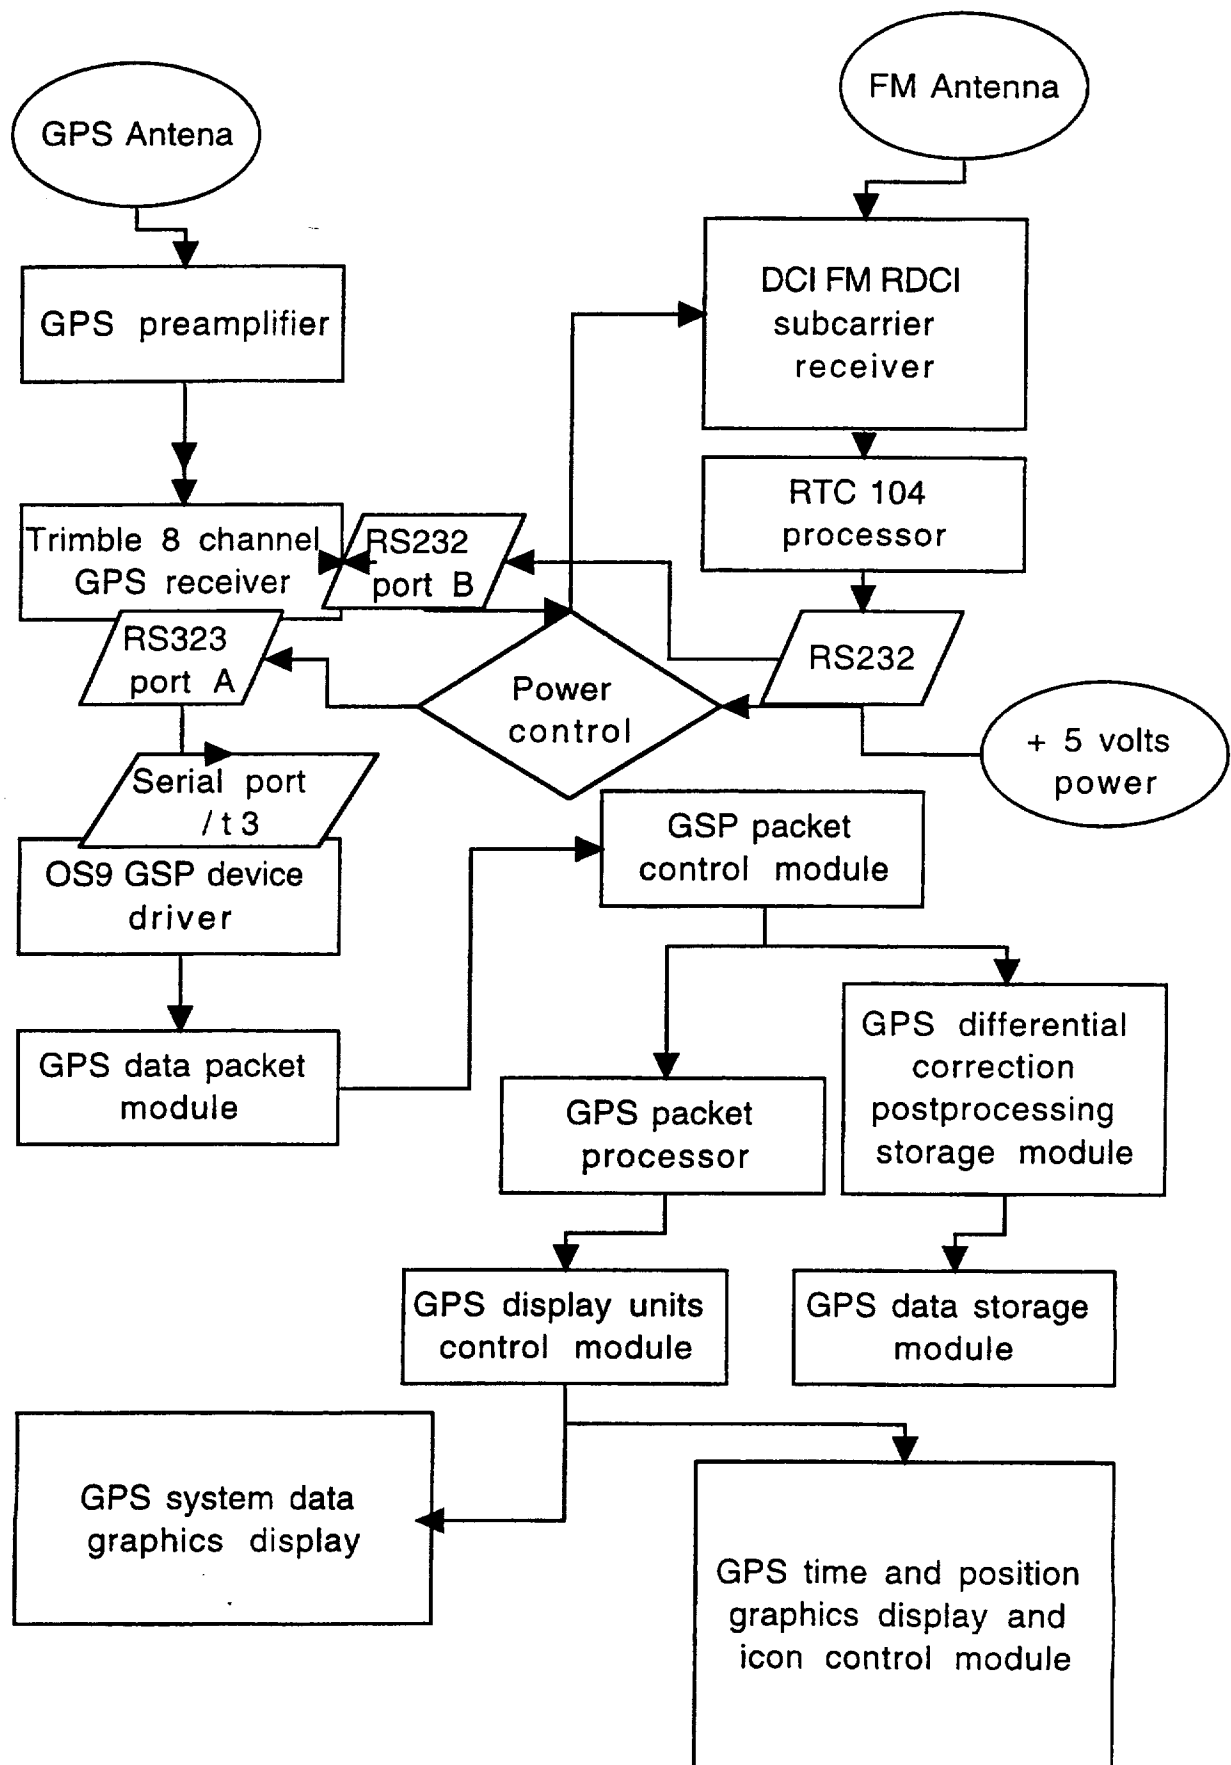 FM Antenna
GPS Antena
DCI FM RDCI
subcarrier
receiver
GPS preamplifier
RTC 104
processor
Trimble 8 channel
GPS receiver
RS232
port B
RS323
port A
RS232
Power
control
+ 5 volts
power
Serial port
/t3
GSP packet
control module
OS9 GSP device
driver
GPS differential
correction
postprocessing
storage module
GPS data packet
module
GPS packet
processor
GPS display units
control module
GPS data storage
module
GPS system data
graphics display
GPS time and position
graphics display and
icon control module